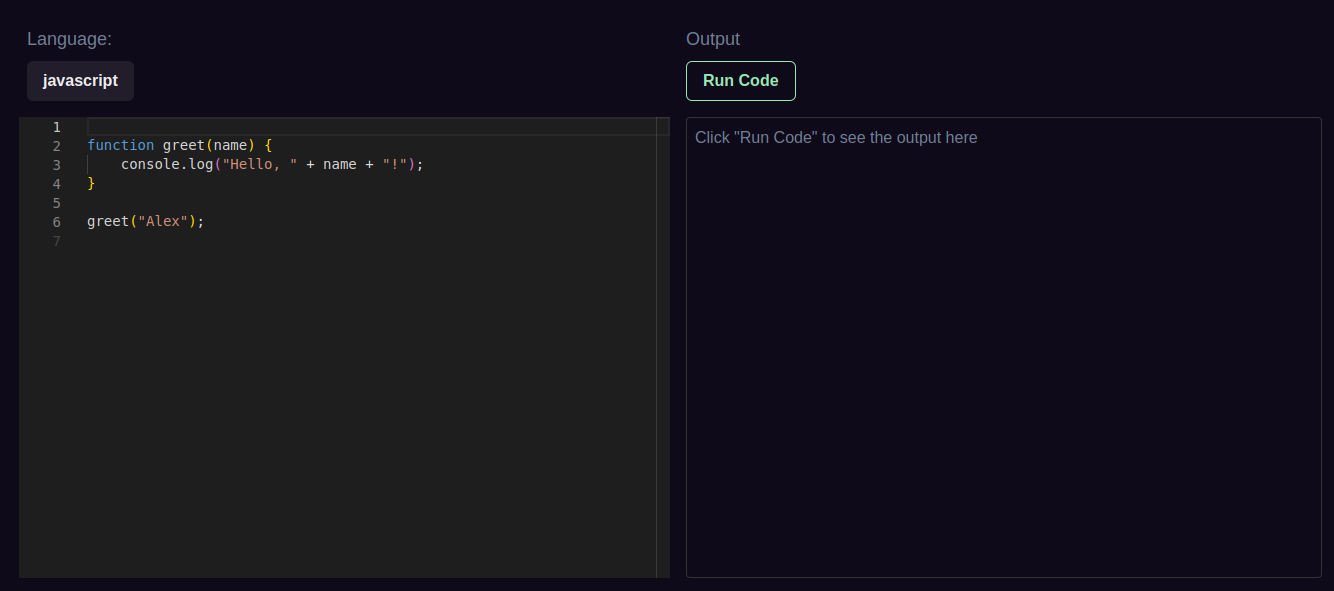 Language:
javascript
1
2 function greet(name) {
3     console.log("Hello, " + name + "!");
4 }
5
6 greet("Alex");
7
Output
Run Code
Click "Run Code" to see the output here